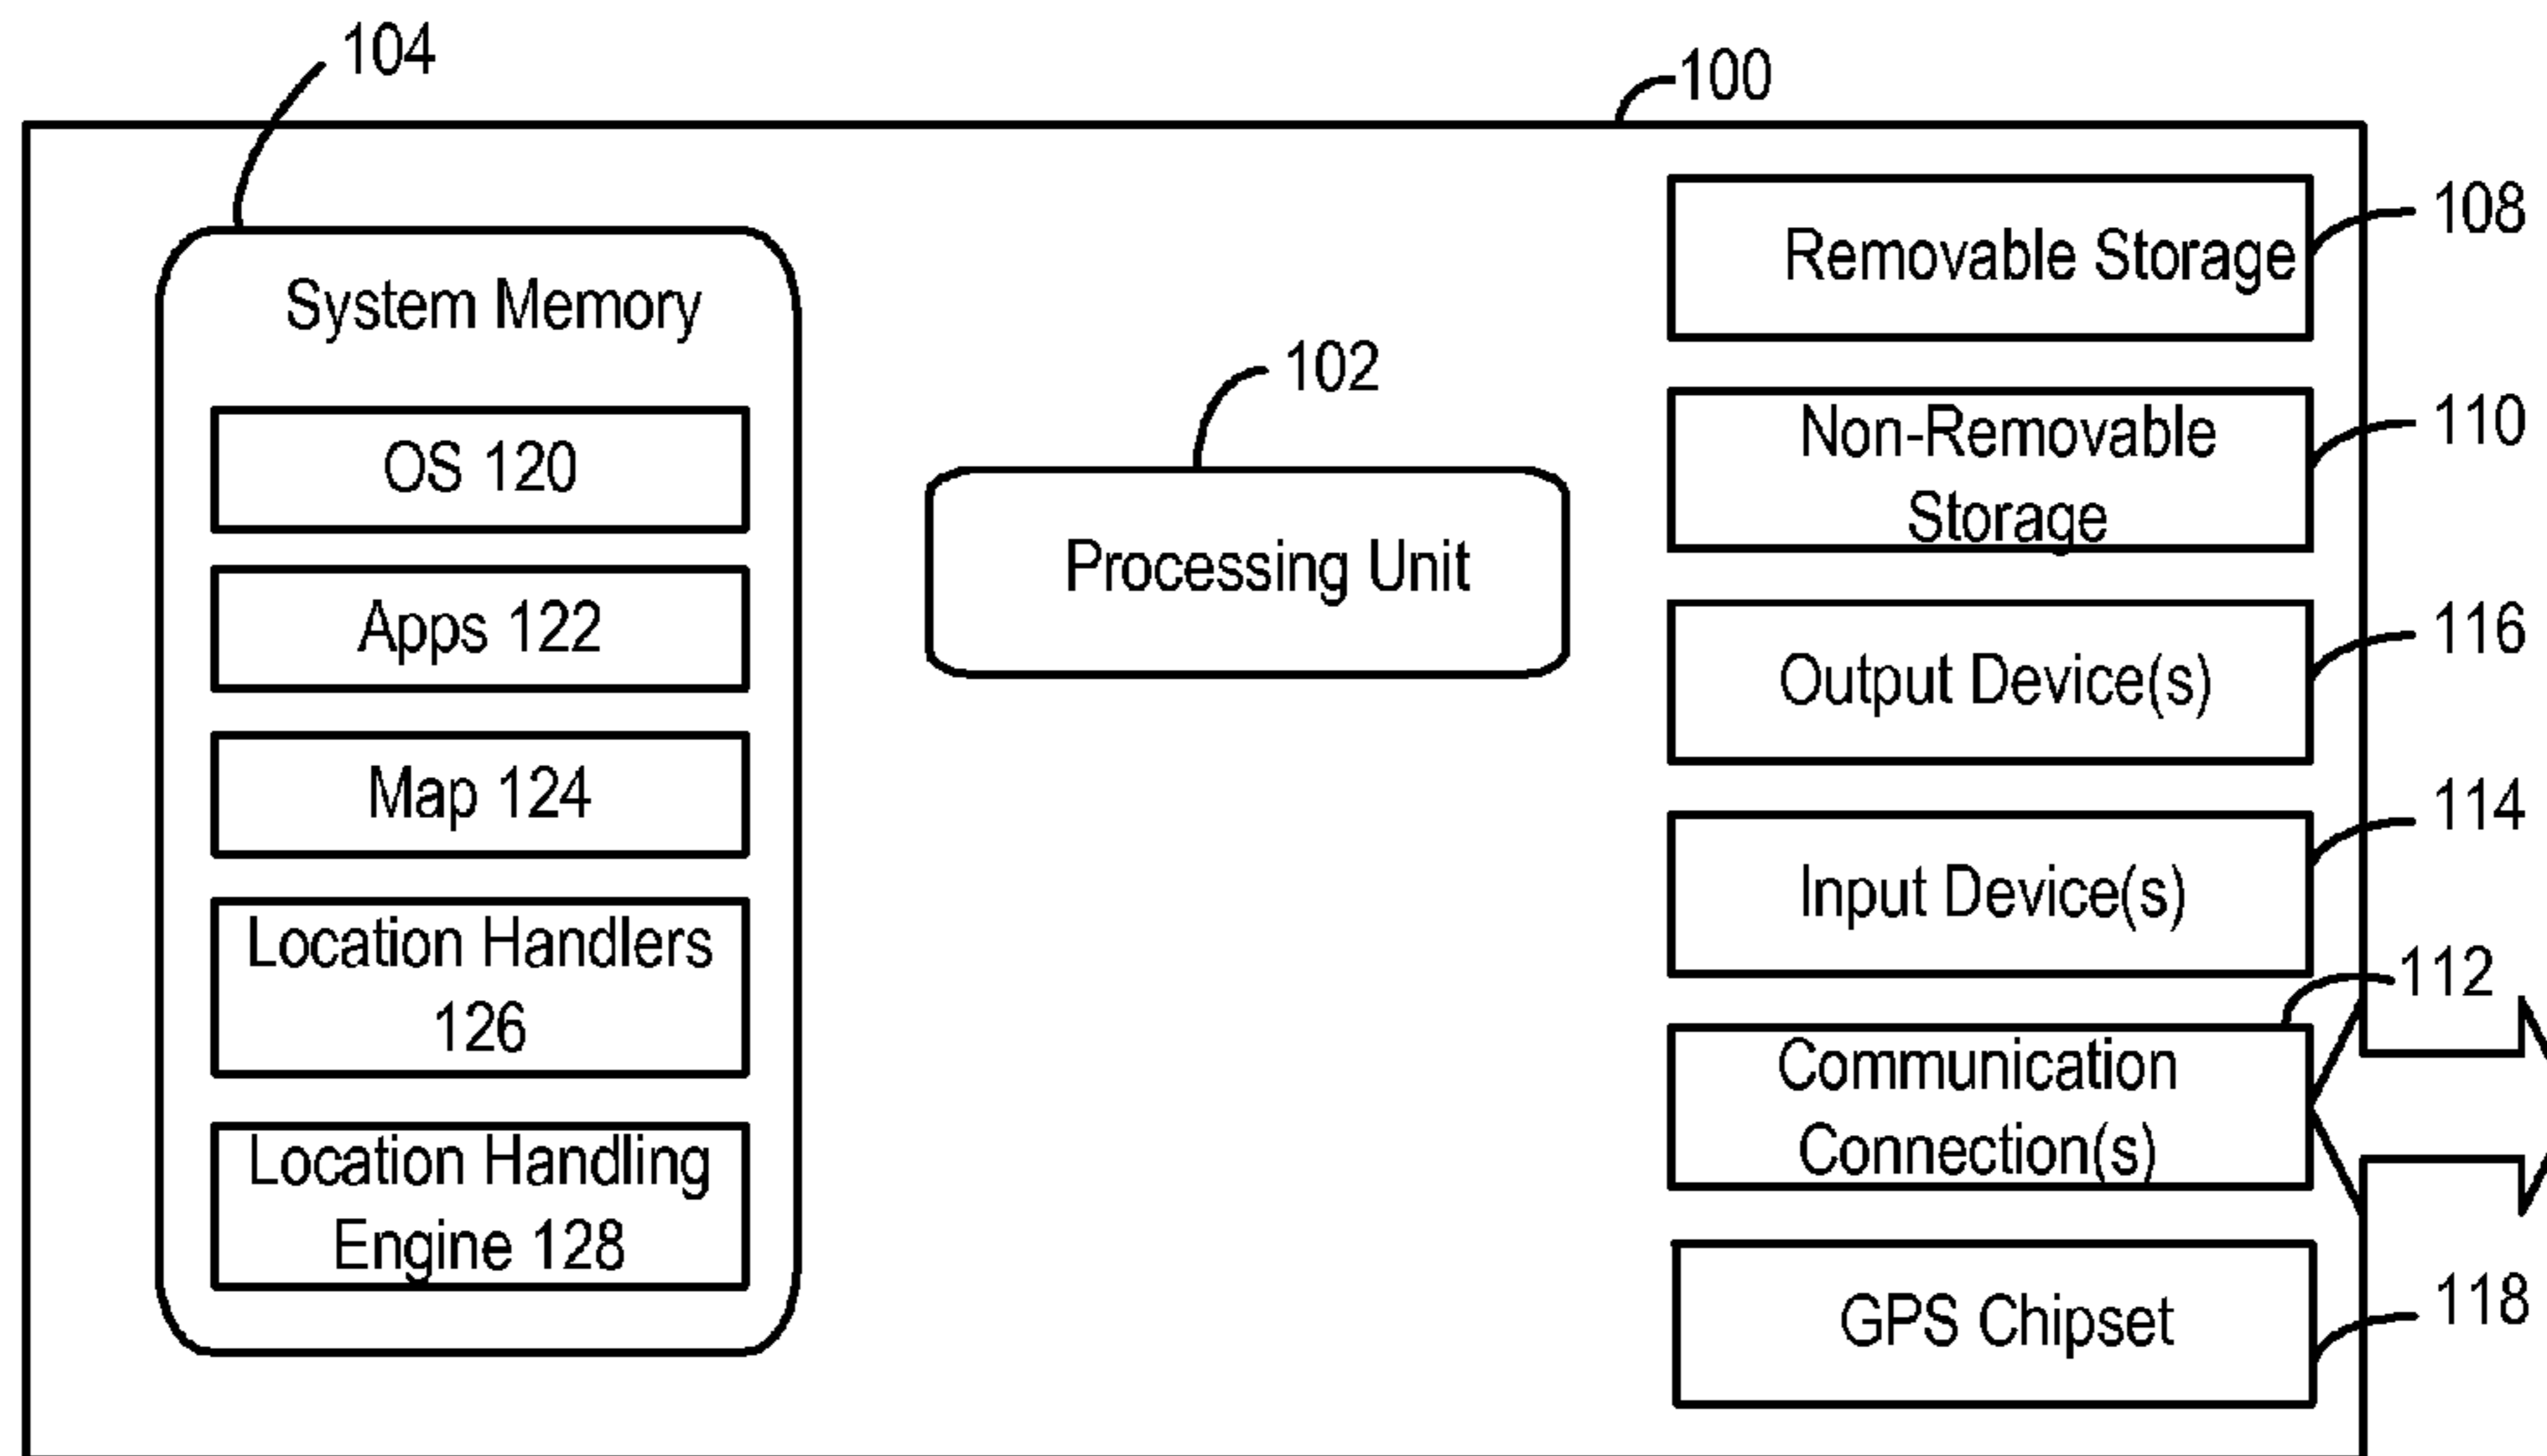 104
100
System Memory
OS 120
Apps 122
Map 124
Location Handlers
126
Location Handling
Engine 128
102
Processing Unit
Removable Storage
108
Non-Removable
Storage
110
Output Device(s)
116
Input Device(s)
114
112
Communication
Connection(s)
GPS Chipset
118